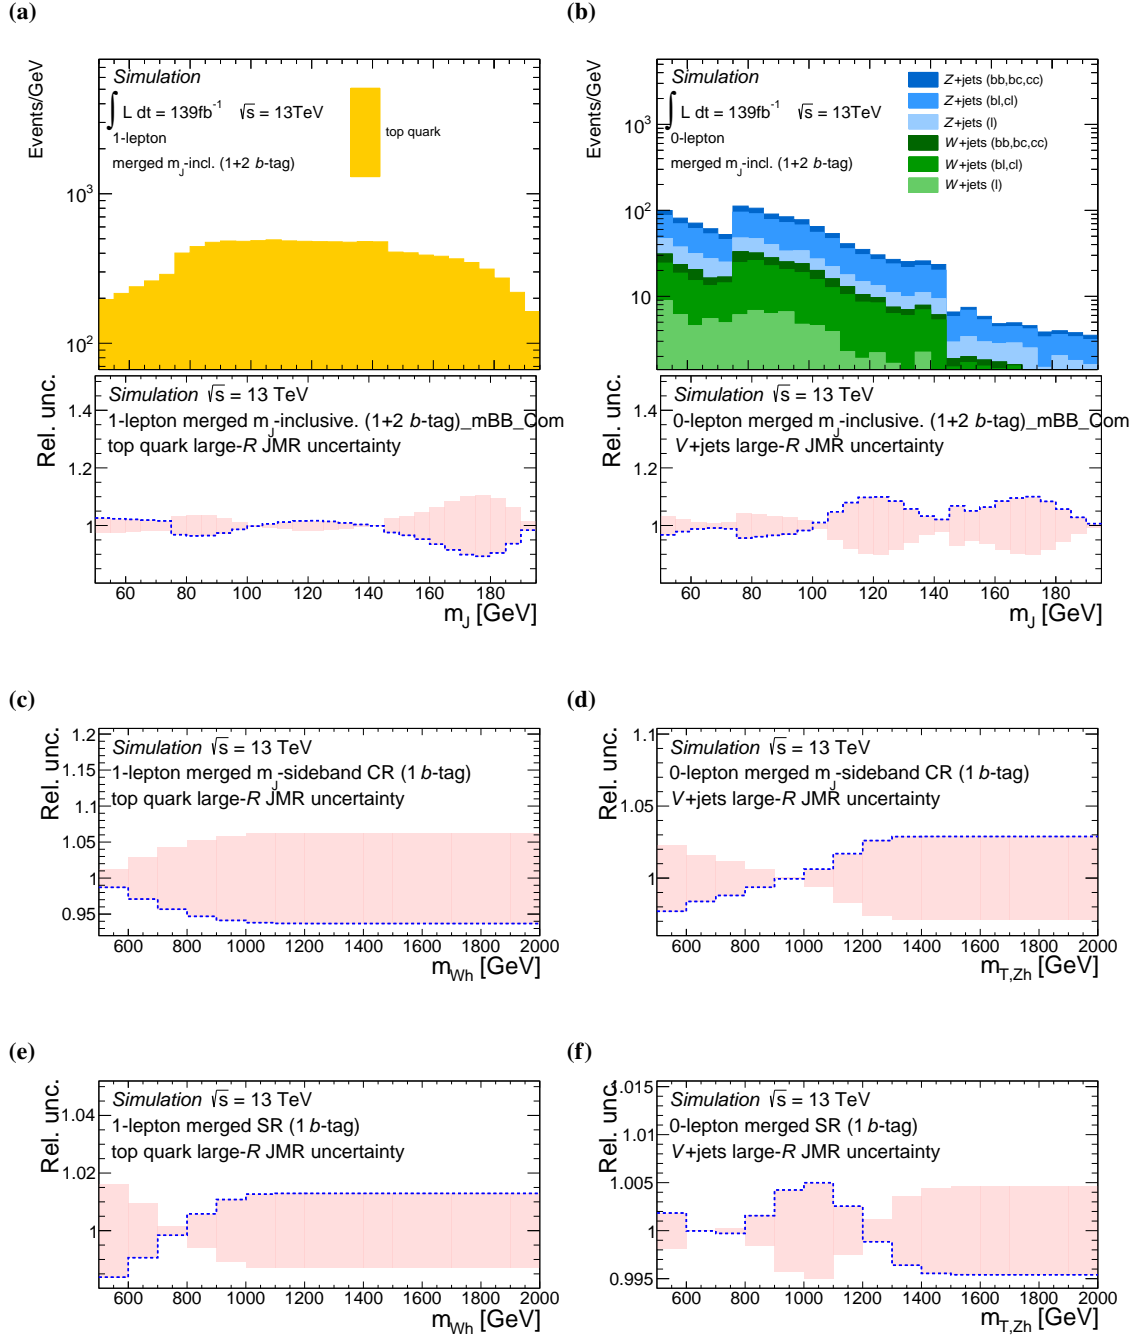 (a)
Events/GeV
10³
10²
Simulation
∫ L dt = 139fb⁻¹ √s = 13TeV
1-lepton
merged m_J-incl. (1+2 b-tag)
top quark
Rel. unc.
1.4
1.2
1
Simulation √s = 13 TeV
1-lepton merged m_J-inclusive. (1+2 b-tag)_mBB_Com
top quark large-R JMR uncertainty
60 80 100 120 140 160 180
m_J [GeV]
(b)
Events/GeV
10³
10²
10
Simulation
∫ L dt = 139fb⁻¹ √s = 13TeV
0-lepton
merged m_J-incl. (1+2 b-tag)
Z+jets (bb,bc,cc)
Z+jets (bl,cl)
Z+jets (l)
W+jets (bb,bc,cc)
W+jets (bl,cl)
W+jets (l)
Rel. unc.
1.4
1.2
1
Simulation √s = 13 TeV
0-lepton merged m_J-inclusive. (1+2 b-tag)_mBB_Com
V+jets large-R JMR uncertainty
60 80 100 120 140 160 180
m_J [GeV]
(c)
Rel. unc.
1.2
1.15
1.1
1.05
1
0.95
Simulation √s = 13 TeV
1-lepton merged m_J-sideband CR (1 b-tag)
top quark large-R JMR uncertainty
600 800 1000 1200 1400 1600 1800 2000
m_Wh [GeV]
(d)
Rel. unc.
1.1
1.05
1
Simulation √s = 13 TeV
0-lepton merged m_J-sideband CR (1 b-tag)
V+jets large-R JMR uncertainty
600 800 1000 1200 1400 1600 1800 2000
m_T,Zh [GeV]
(e)
Rel. unc.
1.04
1.02
1
Simulation √s = 13 TeV
1-lepton merged SR (1 b-tag)
top quark large-R JMR uncertainty
600 800 1000 1200 1400 1600 1800 2000
m_Wh [GeV]
(f)
Rel. unc.
1.015
1.01
1.005
1
0.995
Simulation √s = 13 TeV
0-lepton merged SR (1 b-tag)
V+jets large-R JMR uncertainty
600 800 1000 1200 1400 1600 1800 2000
m_T,Zh [GeV]